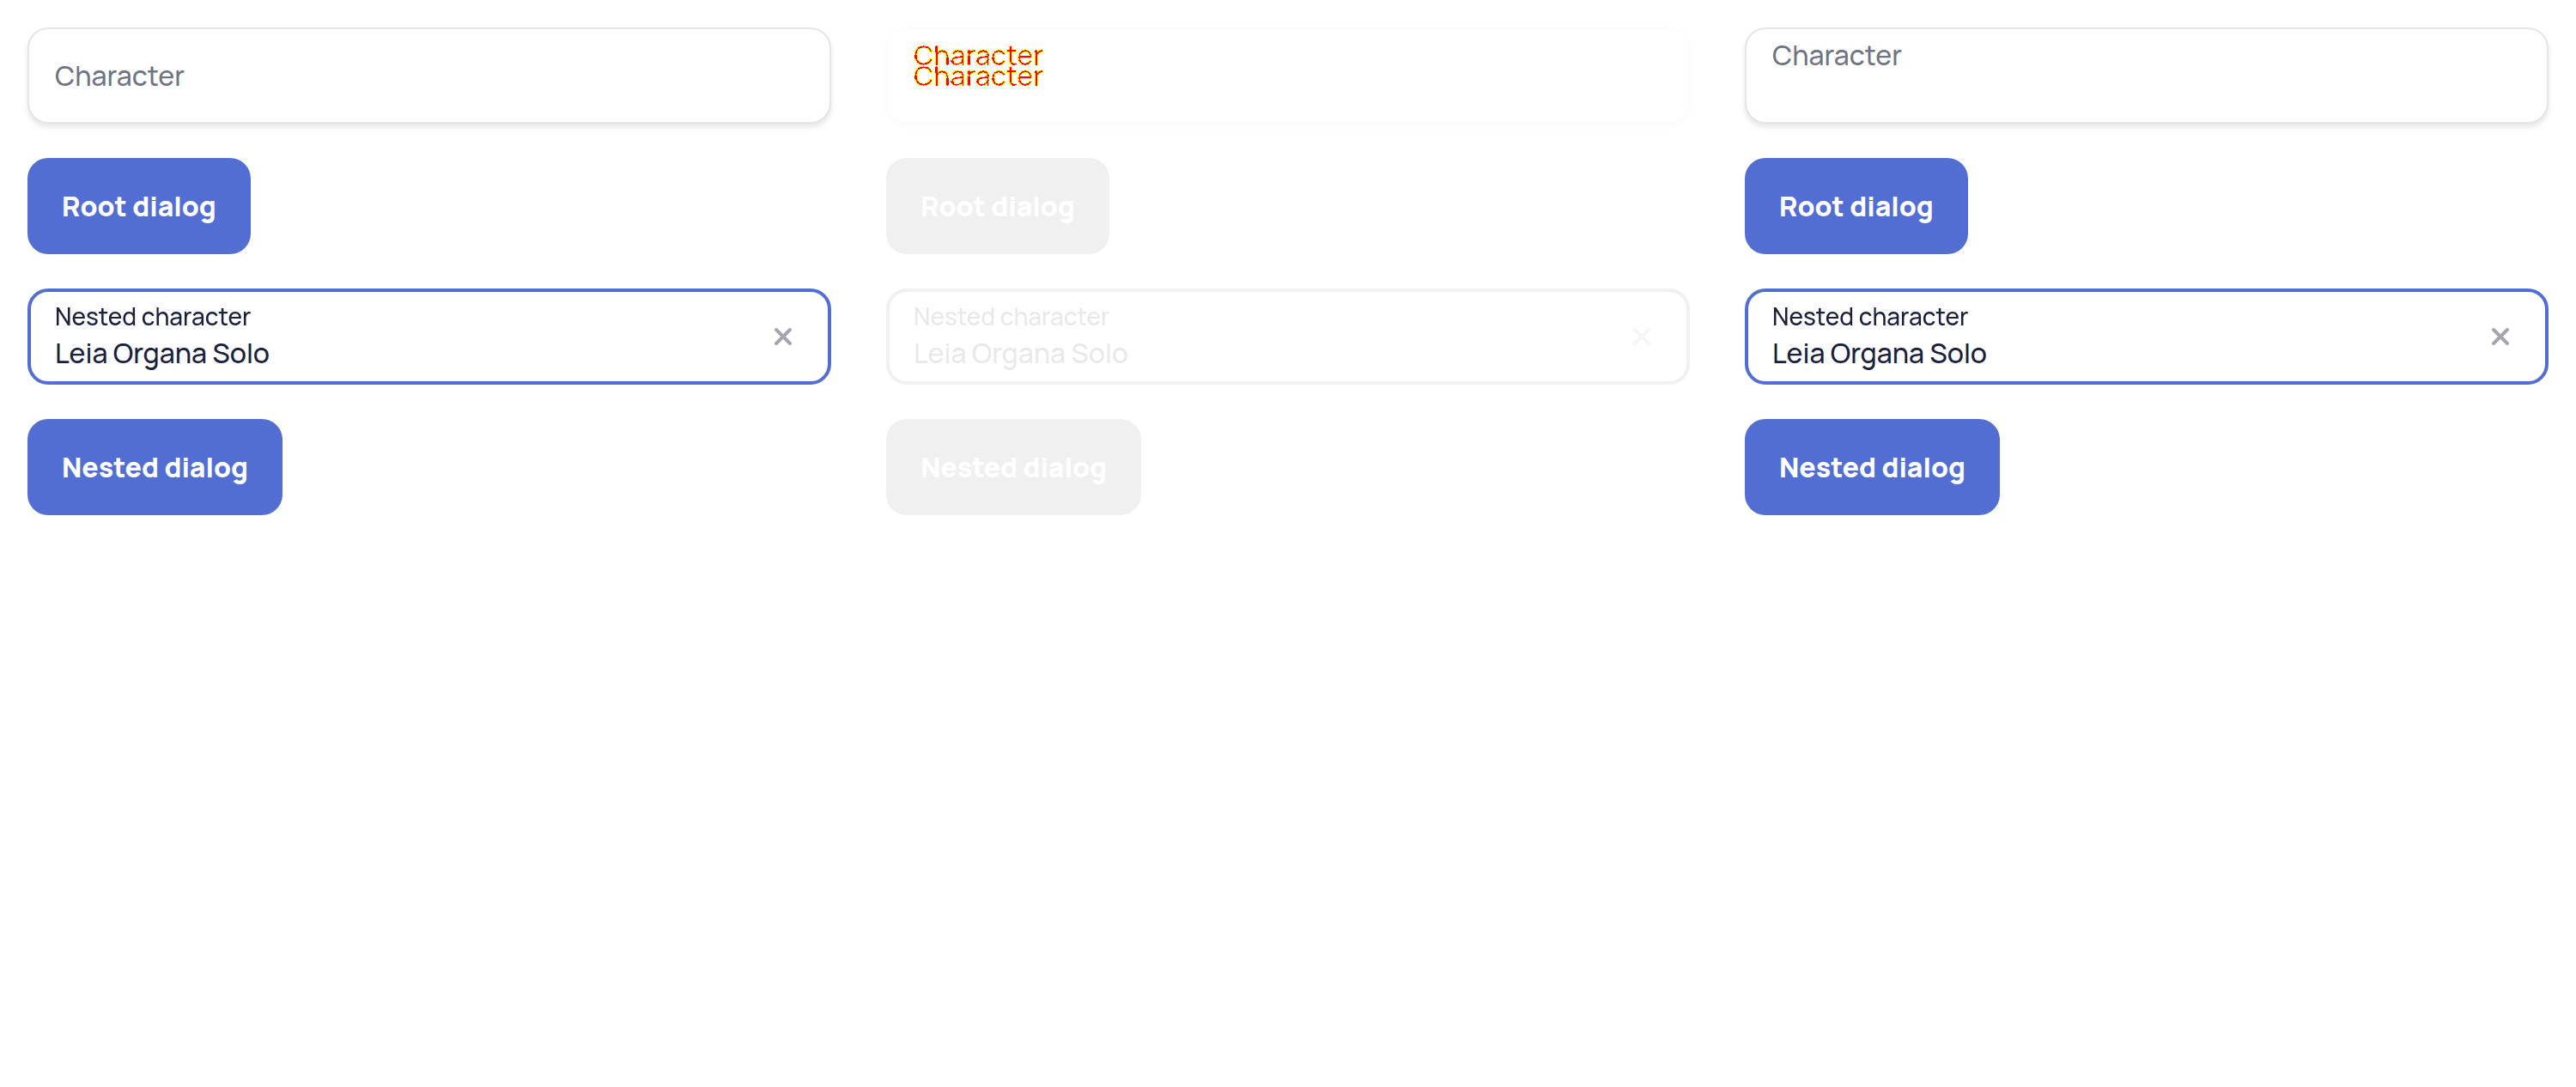 Character
Root dialog
Nested character
Leia Organa Solo
Nested dialog
Character
Character
Root dialog
Nested character
Leia Organa Solo
Nested dialog
Character
Root dialog
Nested character
Leia Organa Solo
Nested dialog